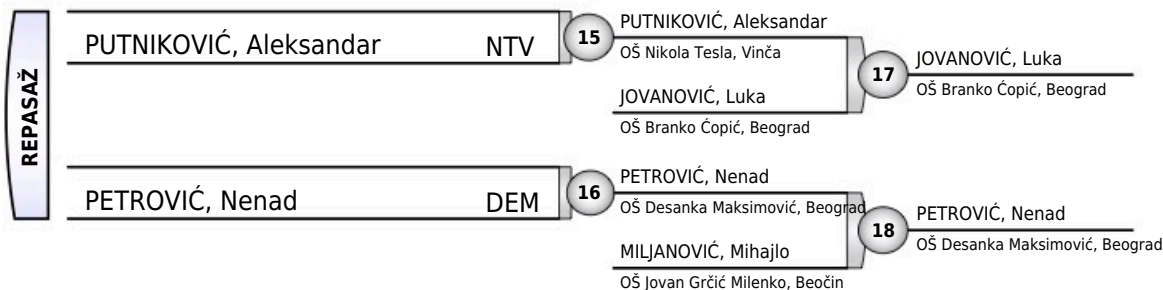 REPASAŽ
PUTNIKOVIĆ, Aleksandar NTV
15
PUTNIKOVIĆ, Aleksandar
OŠ Nikola Tesla, Vinča
JOVANOVIĆ, Luka
OŠ Branko Ćopić, Beograd
17
JOVANOVIĆ, Luka
OŠ Branko Ćopić, Beograd
PETROVIĆ, Nenad DEM
16
PETROVIĆ, Nenad
OŠ Desanka Maksimović, Beograd
MILJANOVIĆ, Mihajlo
OŠ Jovan Grčić Milenko, Beočin
18
PETROVIĆ, Nenad
OŠ Desanka Maksimović, Beograd